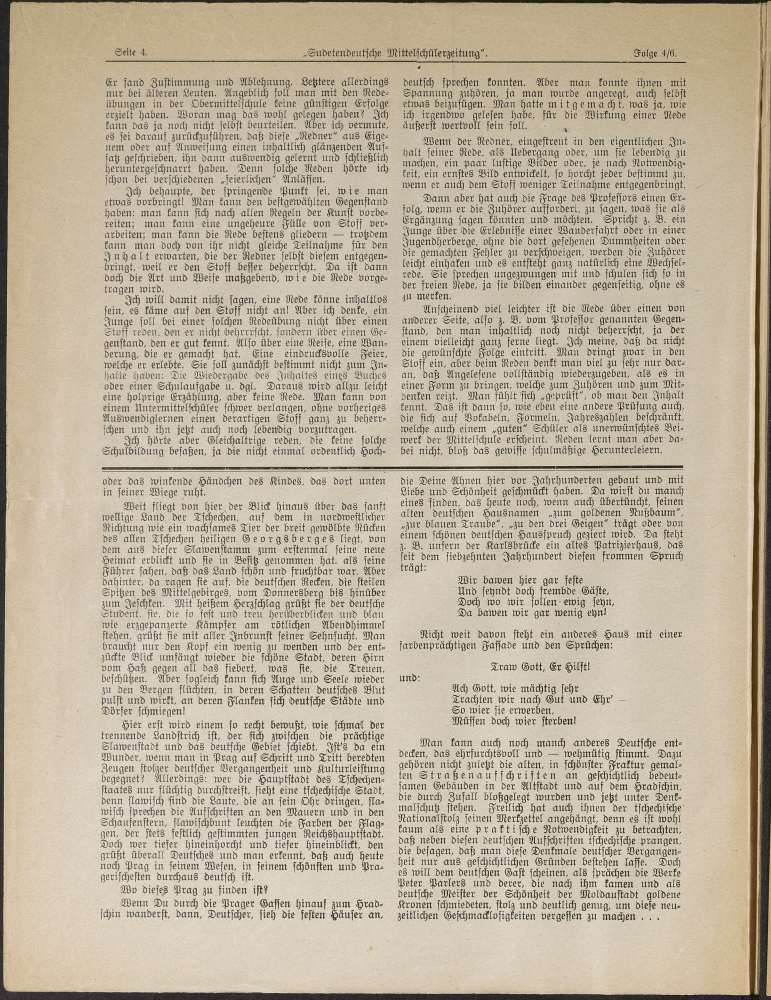 Seite 4.
„Sudetendeutsche Mittelschülerzeitung“.
Folge 4/6.
Er fand Zustimmung und Ablehnung. Letztere allerdings
nur bei älteren Leuten. Angeblich soll man mit den Rede-
übungen in der Obermittelschule keine günstigen Erfolge
erzielt haben. Woran mag das wohl gelegen haben? Ich
kann das ja noch nicht selbst beurteilen. Aber ich vermute,
es sei darauf zurückzuführen, daß diese „Redner“ aus Eige-
nem oder auf Anweisung einen inhaltlich glänzenden Auf-
satz geschrieben, ihn dann auswendig gelernt und schließlich
heruntergeschnarrt haben. Denn solche Reden hörte ich
schon bei verschiedenen „feierlichen“ Anlässen.
Ich behaupte, der springende Punkt sei, wie man
etwas vorbringt! Man kann den bestgewählten Gegenstand
haben; man kann sich nach allen Regeln der Kunst vorbe-
reiten; man kann eine ungeheure Fülle von Stoff ver-
arbeiten; man kann die Rede bestens gliedern — trotzdem
kann man doch von ihr nicht gleiche Teilnahme für den
Inhalt erwarten, die der Redner selbst diesem entgegen-
bringt, weil er den Stoff besser beherrscht. Da ist dann
doch die Art und Weise maßgebend, wie die Rede vorge-
tragen wird.
Ich will damit nicht sagen, eine Rede könne inhaltlos
sein, es käme auf den Stoff nicht an! Aber ich denke, ein
Junge soll bei einer solchen Redeübung nicht über einen
Stoff reden, den er nicht beherrscht, sondern über einen Ge-
genstand, den er gut kennt. Also über eine Reise, eine Wan-
derung, die er gemacht hat. Eine eindrucksvolle Feier,
welche er erlebte. Sie soll zunächst bestimmt nicht zum In-
halte haben: Die Wiedergabe des Inhaltes eines Buches
oder einer Schulaufgabe u. dgl. Daraus wird allzu leicht
eine holprige Erzählung, aber keine Rede. Man kann von
einem Untermittelschüler schwer verlangen, ohne vorheriges
Auswendiglernen einen derartigen Stoff ganz zu beherr-
schen und ihn jetzt auch noch lebendig vorzutragen.
Ich hörte aber Gleichaltrige reden, die keine solche
Schulbildung besaßen, ja die nicht einmal ordentlich Hoch-
deutsch sprechen konnten. Aber man konnte ihnen mit
Spannung zuhören, ja man wurde angeregt, auch selbst
etwas beizufügen. Man hatte mitgemacht, was ja, wie
ich irgendwo gelesen habe, für die Wirkung einer Rede
äußerst wertvoll sein soll.
Wenn der Redner, eingestreut in den eigentlichen In-
halt seiner Rede, als Uebergang oder, um sie lebendig zu
machen, ein paar lustige Bilder oder, je nach Notwendig-
keit, ein ernstes Bild entwickelt, so horcht jeder bestimmt zu,
wenn er auch dem Stoff weniger Teilnahme entgegenbringt.
Dann aber hat auch die Frage des Professors einen Er-
folg, wenn er die Zuhörer auffordert, zu sagen, was sie als
Ergänzung sagen könnten und möchten. Spricht z. B. ein
Junge über die Erlebnisse einer Wanderfahrt oder in einer
Jugendherberge, ohne die dort gesehenen Dummheiten oder
die gemachten Fehler zu verschweigen, werden die Zuhörer
leicht einhaken und es entsteht ganz natürlich eine Wechsel-
rede. Sie sprechen ungezwungen mit und schulen sich so in
der freien Rede, ja sie bilden einander gegenseitig, ohne es
zu merken.
Anscheinend viel leichter ist die Rede über einen von
anderer Seite, also z. B. vom Professor genannten Gegen-
stand, den man inhaltlich noch nicht beherrscht, ja der
einem vielleicht ganz ferne liegt. Ich meine, daß da nicht
die gewünschte Folge eintritt. Man dringt zwar in den
Stoff ein, aber beim Reden denkt man viel zu sehr nur dar-
an, daß Angelesene vollständig wiederzugeben, als es in
einer Form zu bringen, welche zum Zuhören und zum Mit-
denken reizt. Man fühlt sich „geprüft“, ob man den Inhalt
kennt. Das ist dann so, wie eben eine andere Prüfung auch,
die sich auf Vokabeln, Formeln, Jahreszahlen beschränkt,
welche auch einem „guten“ Schüler als unerwünschtes Bei-
werk der Mittelschule erscheint. Reden lernt man aber da-
bei nicht, bloß das gewisse schulmäßige Herunterleiern.
oder das winkende Händchen des Kindes, das dort unten
in seiner Wiege ruht.
Weit fliegt von hier der Blick hinaus über das sanft
wellige Land der Tschechen, auf dem in nordwestlicher
Richtung wie ein wachsames Tier der breit gewölbte Rücken
des allen Tschechen heiligen Georgsberges liegt, von
dem aus dieser Slawenstamm zum erstenmal seine neue
Heimat erblickt und sie in Besitz genommen hat, als seine
Führer sahen, daß das Land schön und fruchtbar war. Aber
dahinter, da ragen sie auf, die deutschen Recken, die steilen
Spitzen des Mittelgebirges, vom Donnersberg bis hinüber
zum Jeschken. Mit heißem Herzschlag grüßt sie der deutsche
Student, sie, die so fest und treu herüberblicken und blau
wie erzgepanzerte Kämpfer am rötlichen Abendhimmel
stehen, grüßt sie mit aller Inbrunst seiner Sehnsucht. Man
braucht nur den Kopf ein wenig zu wenden und der ent-
zückte Blick umfängt wieder die schöne Stadt, deren Hirn
vom Haß gegen all das fiebert, was sie, die Treuen,
beschützen. Aber sogleich kann sich Auge und Seele wieder
zu den Bergen flüchten, in deren Schatten deutsches Blut
pulst und wirkt, an deren Flanken sich deutsche Städte und
Dörfer schmiegen!
Hier erst wird einem so recht bewußt, wie schmal der
trennende Landstrich ist, der sich zwischen die prächtige
Slawenstadt und das deutsche Gebiet schiebt. Ist's da ein
Wunder, wenn man in Prag auf Schritt und Tritt beredten
Zeugen stolzer deutscher Vergangenheit und Kulturleistung
begegnet? Allerdings: wer die Hauptstadt des Tschechen-
staates nur flüchtig durchstreift, sieht eine tschechische Stadt,
denn slawisch sind die Laute, die an sein Ohr dringen, sla-
wisch sprechen die Aufschriften an den Mauern und in den
Schaufenstern, slawischbunt leuchten die Farben der Flag-
gen, der stets festlich gestimmten jungen Reichshauptstadt.
Doch wer tiefer hineinhorcht und tiefer hineinblickt, den
grüßt überall Deutsches und man erkennt, daß auch heute
noch Prag in seinem Wesen, in seinem schönsten und Pra-
gerischesten durchaus deutsch ist.
Wo dieses Prag zu finden ist?
Wenn Du durch die Prager Gassen hinauf zum Hrad-
schin wanderst, dann, Deutscher, sieh die festen Häuser an,
die Deine Ahnen hier vor Jahrhunderten gebaut und mit
Liebe und Schönheit geschmückt haben. Da wirst du manch
eines finden, das heute noch, wenn auch übertüncht, seinen
alten deutschen Hausnamen „zum goldenen Nußbaum“,
„zur blauen Traube“, „zu den drei Geigen“ trägt oder von
einem schönen deutschen Hausspruch geziert wird. Da steht
z. B. unfern der Karlsbrücke ein altes Patrizierhaus, das
seit dem siebzehnten Jahrhundert diesen frommen Spruch
trägt:
Wir bawen hier gar feste
Und seyndt doch frembde Gäste,
Doch wo wir sollen ewig seyn,
Da bawen wir gar wenig eyn!
Nicht weit davon steht ein anderes Haus mit einer
farbenprächtigen Fassade und den Sprüchen:
Traw Gott, Er Hilft!
und:
Ach Gott, wie mächtig sehr
Trachten wir nach Gut und Ehr' —
So wier sie erwerben,
Müssen doch wier sterben!
Man kann auch noch manch anderes Deutsche ent-
decken, das ehrfurchtsvoll und — wehmütig stimmt. Dazu
gehören nicht zuletzt die alten, in schönster Fraktur gemal-
ten Straßenaufschriften an geschichtlich bedeut-
samen Gebäuden in der Altstadt und auf dem Hradschin,
die durch Zufall bloßgelegt wurden und jetzt unter Denk-
malschutz stehen. Freilich hat auch ihnen der tschechische
Nationalstolz seinen Merkzettel angehängt, denn es ist wohl
kaum als eine praktische Notwendigkeit zu betrachten,
daß neben diesen deutschen Aufschriften tschechische prangen,
die besagen, daß man diese Denkmale deutscher Vergangen-
heit nur aus geschichtlichen Gründen bestehen lasse. Doch
es will dem deutschen Gast scheinen, als sprächen die Werke
Peter Parlers und derer, die nach ihm kamen und als
deutsche Meister der Schönheit der Moldaustadt goldene
Kronen schmiedeten, stolz und deutlich genug, um diese neu-
zeitlichen Geschmacklosigkeiten vergessen zu machen . . .